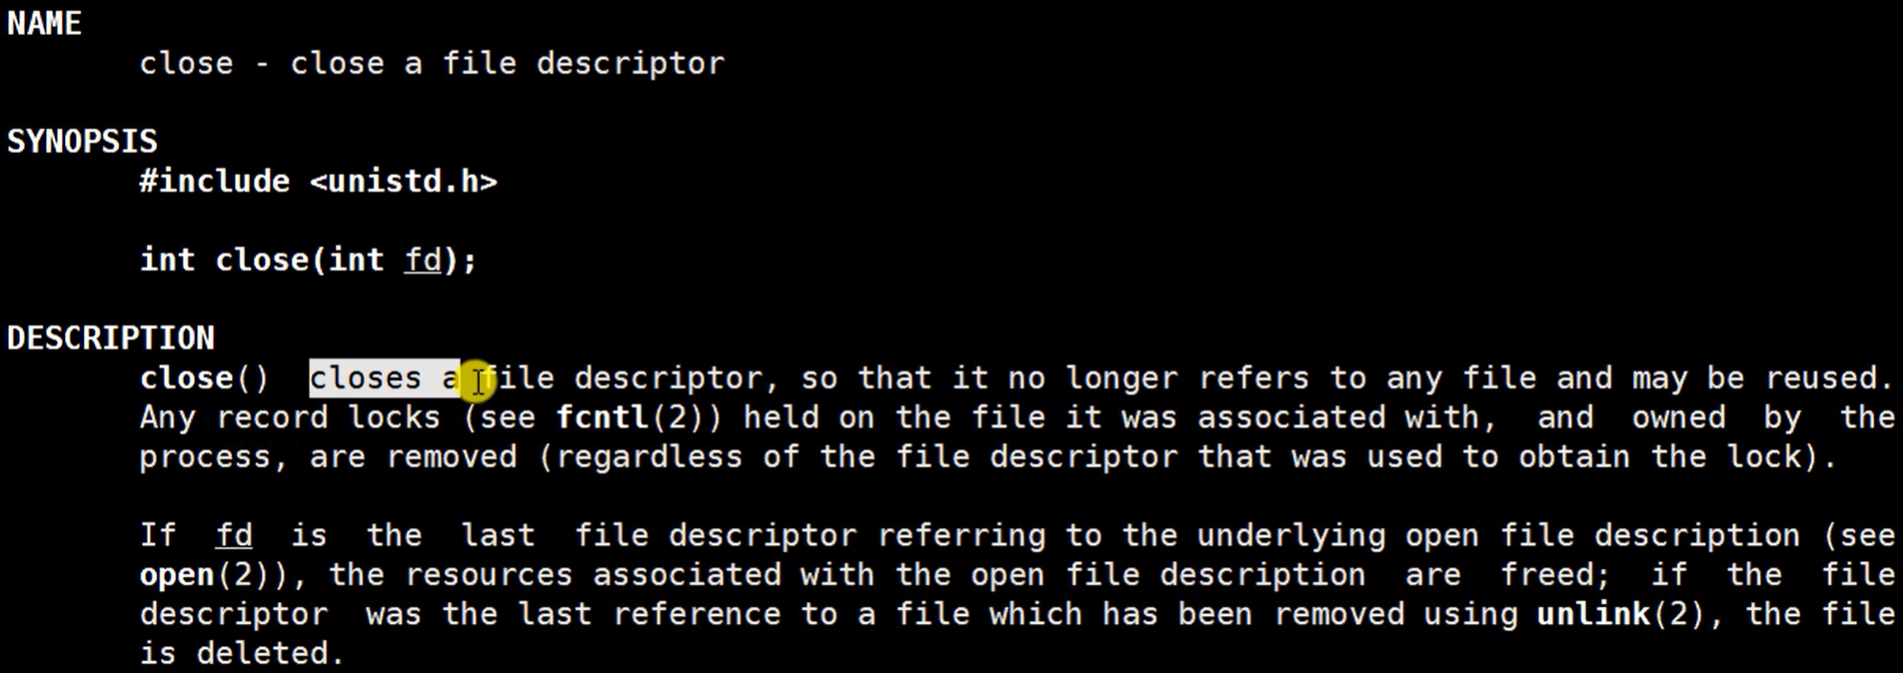 NAME
close - close a file descriptor
SYNOPSIS
#include <unistd.h>
int close(int fd);
DESCRIPTION
close() closes a file descriptor, so that it no longer refers to any file and may be reused.
Any record locks (see fcntl(2)) held on the file it was associated with, and owned by the
process, are removed (regardless of the file descriptor that was used to obtain the lock).
If fd is the last file descriptor referring to the underlying open file description (see
open(2)), the resources associated with the open file description are freed; if the file
descriptor was the last reference to a file which has been removed using unlink(2), the file
is deleted.